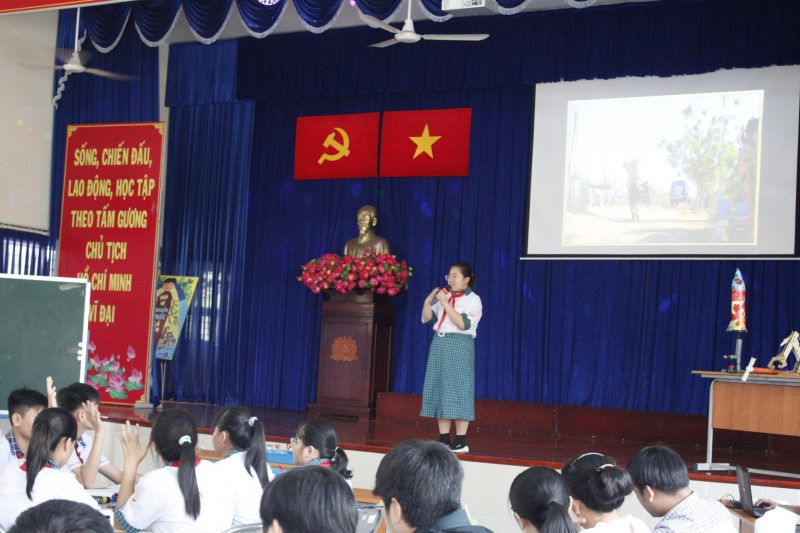 SỐNG, CHIẾN ĐẤU,
LAO ĐỘNG, HỌC TẬP
THEO TẤM GƯƠNG
CHỦ TỊCH
HỒ CHÍ MINH
VĨ ĐẠI